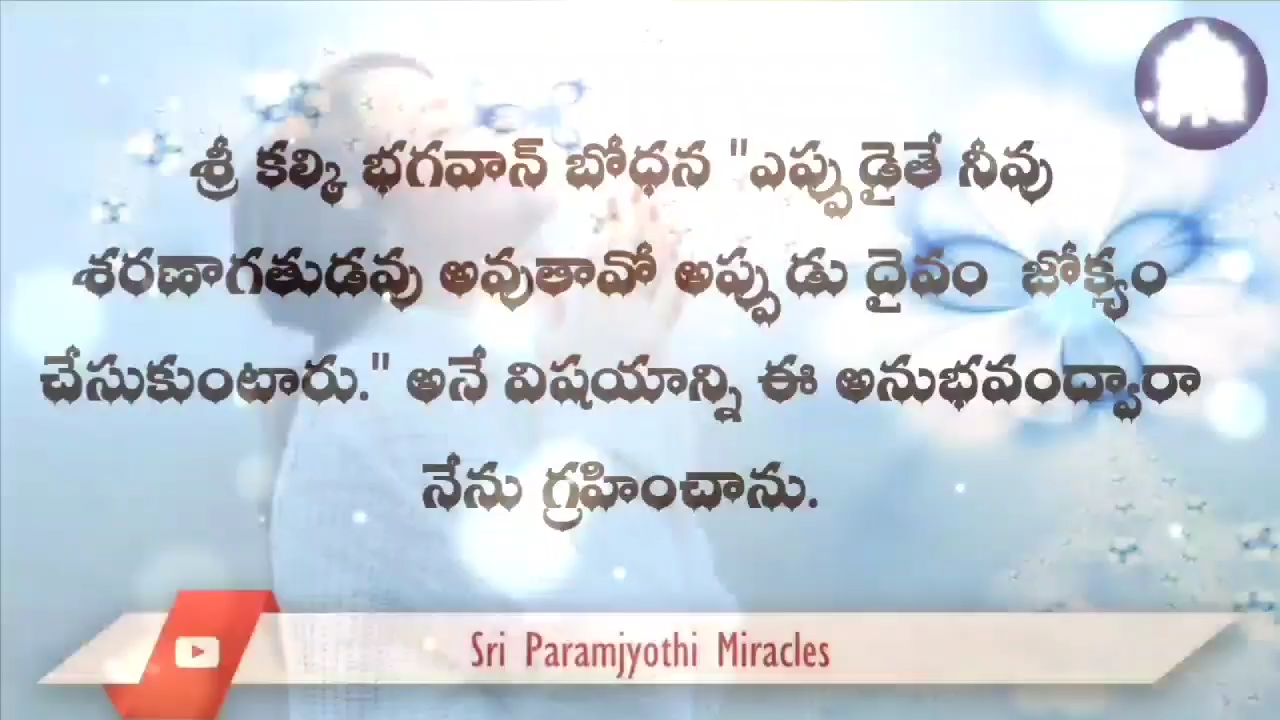 శ్రీ కల్కి భగవాన్ బోధన "ఎప్పుడైతే నీవు
శరణాగతుడవు అవుతావో అప్పుడు దైవం జోక్యం
చేసుకుంటారు." అనే విషయాన్ని ఈ అనుభవంద్వారా
నేను గ్రహించాను.
Sri Paramjyothi Miracles